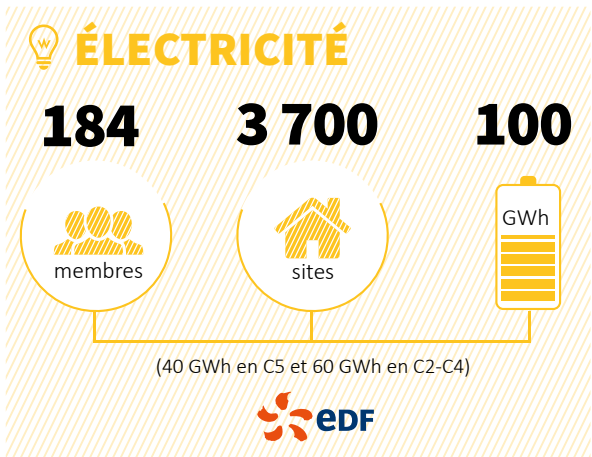 ÉLECTRICITÉ
184
3 700
100
membres
sites
GWh
(40 GWh en C5 et 60 GWh en C2-C4)
eDF